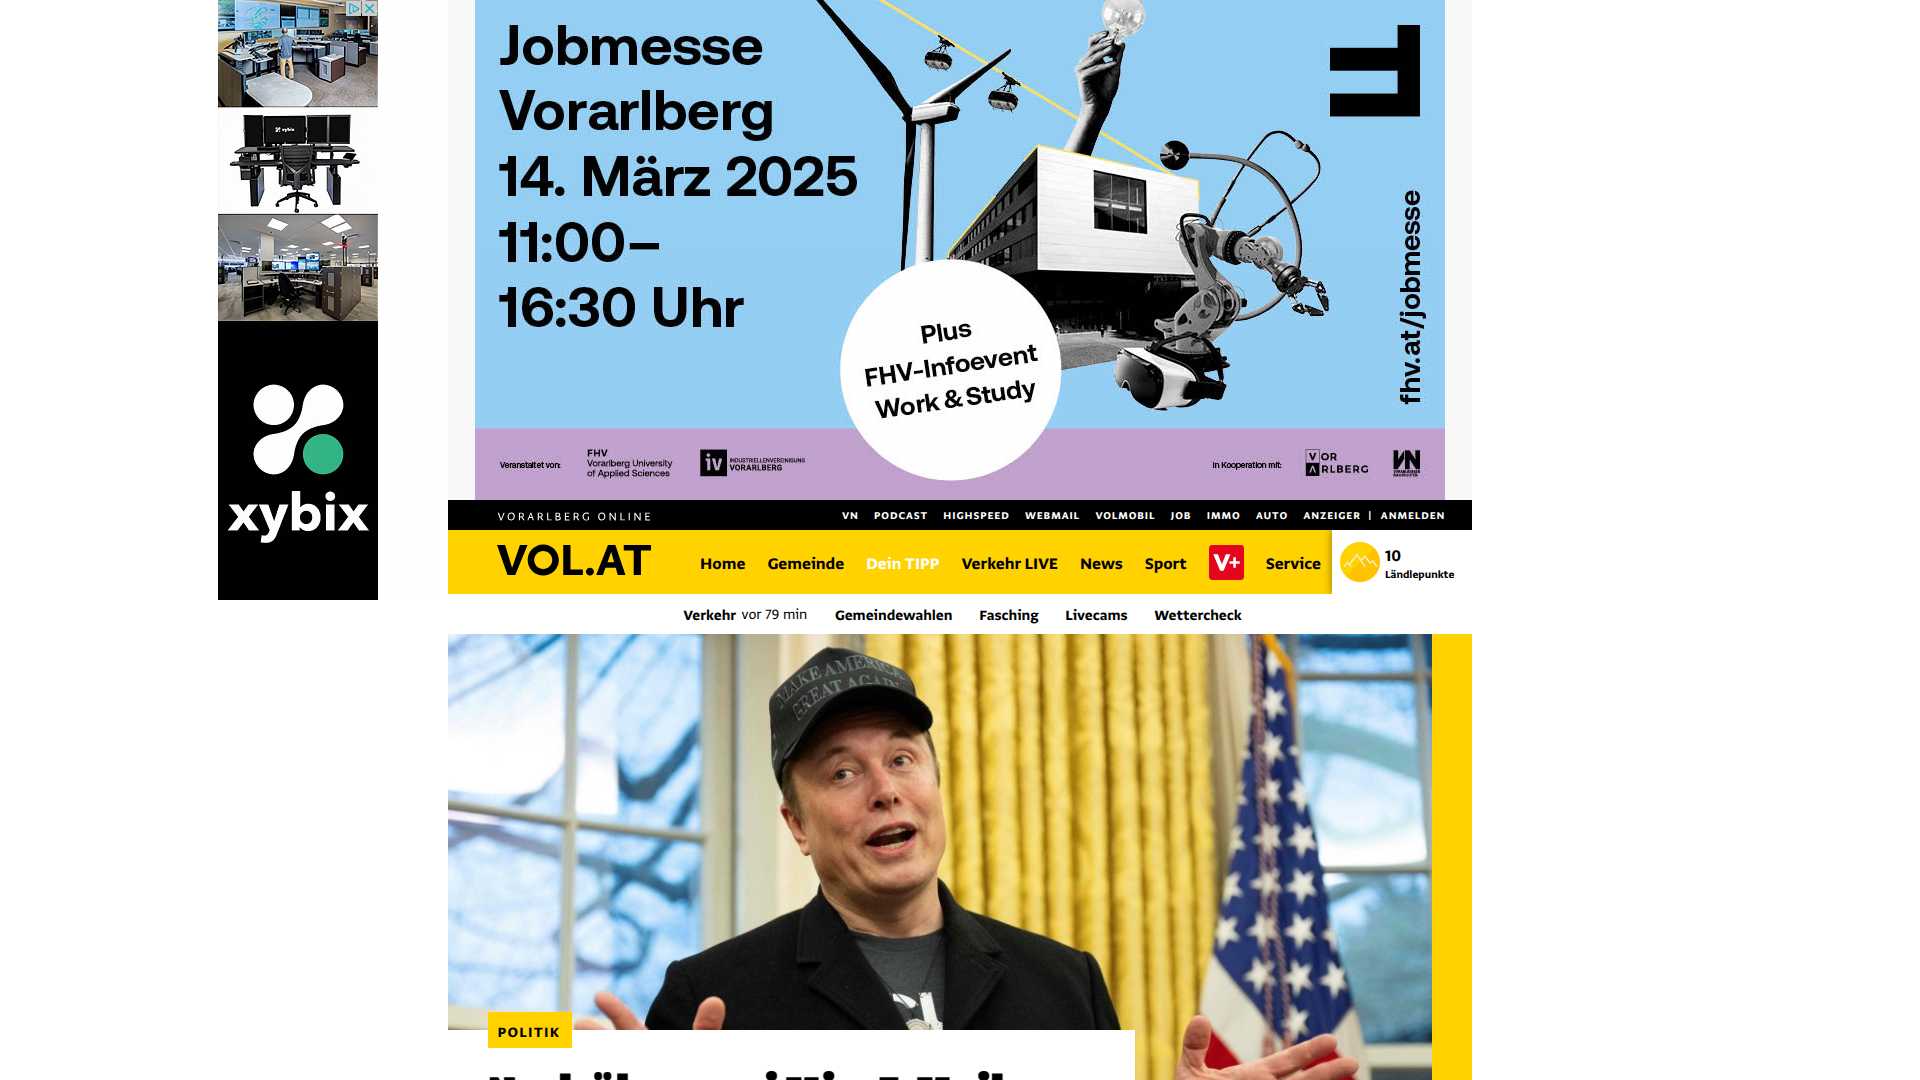 Jobmesse
Vorarlberg
14. März 2025
11:00–
16:30 Uhr
Plus
FHV-Infoevent
Work & Study
fhv.at/jobmesse
Veranstaltet von:
FHV
Vorarlberg University
of Applied Sciences
iv
INDUSTRIELLENVEREINIGUNG
VORARLBERG
In Kooperation mit:
VOR
ARLBERG
VN
xybix
xybix
VORARLBERG ONLINE
VN PODCAST HIGHSPEED WEBMAIL VOLMOBIL JOB IMMO AUTO ANZEIGER | ANMELDEN
VOL.AT
Home Gemeinde Dein TIPP Verkehr LIVE News Sport V+ Service
10
Ländlepunkte
Verkehr vor 79 min Gemeindewahlen Fasching Livecams Wettercheck
MAKE AMERICA
GREAT AGAIN
POLITIK